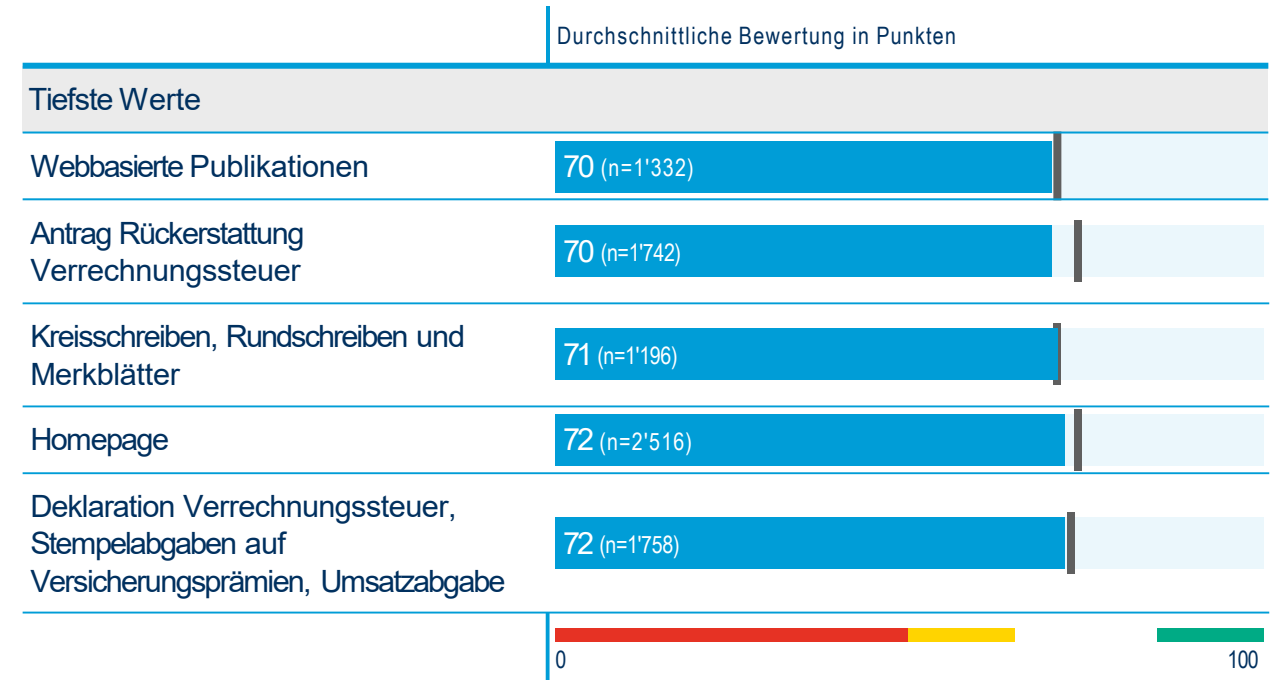 Durchschnittliche Bewertung in Punkten
Tiefste Werte
Webbasierte Publikationen
70 (n=1'332)
Antrag Rückerstattung
Verrechnungssteuer
70 (n=1'742)
Kreisschreiben, Rundschreiben und
Merkblätter
71 (n=1'196)
Homepage
72 (n=2'516)
Deklaration Verrechnungssteuer,
Stempelabgaben auf
Versicherungsprämien, Umsatzabgabe
72 (n=1'758)
0 100